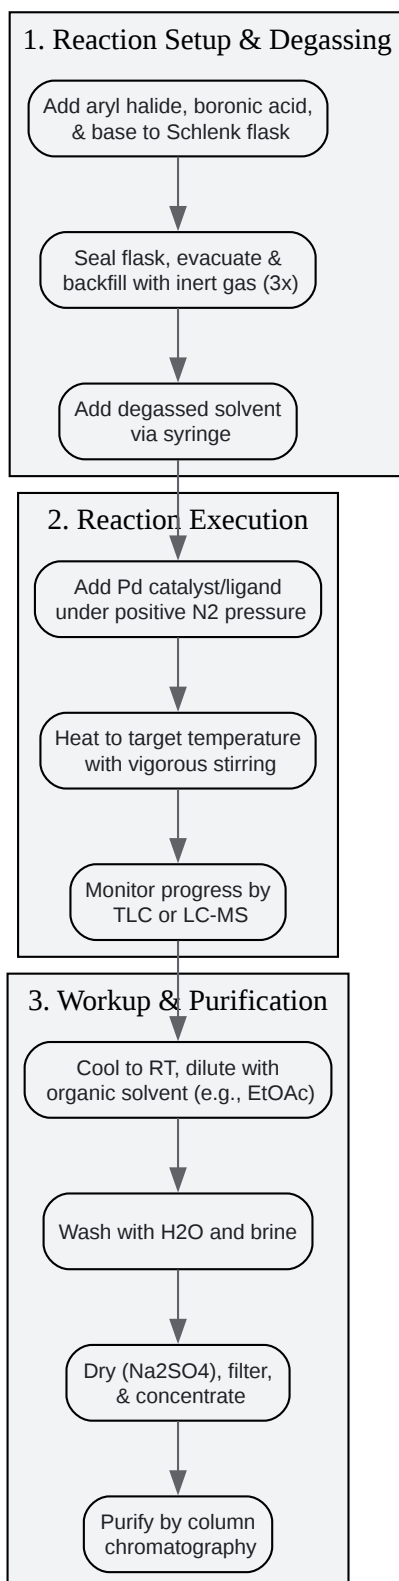 1. Reaction Setup & Degassing
Add aryl halide, boronic acid,
& base to Schlenk flask
Seal flask, evacuate &
backfill with inert gas (3x)
Add degassed solvent
via syringe
2. Reaction Execution
Add Pd catalyst/ligand
under positive N2 pressure
Heat to target temperature
with vigorous stirring
Monitor progress by
TLC or LC-MS
3. Workup & Purification
Cool to RT, dilute with
organic solvent (e.g., EtOAc)
Wash with H2O and brine
Dry (Na2SO4), filter,
& concentrate
Purify by column
chromatography